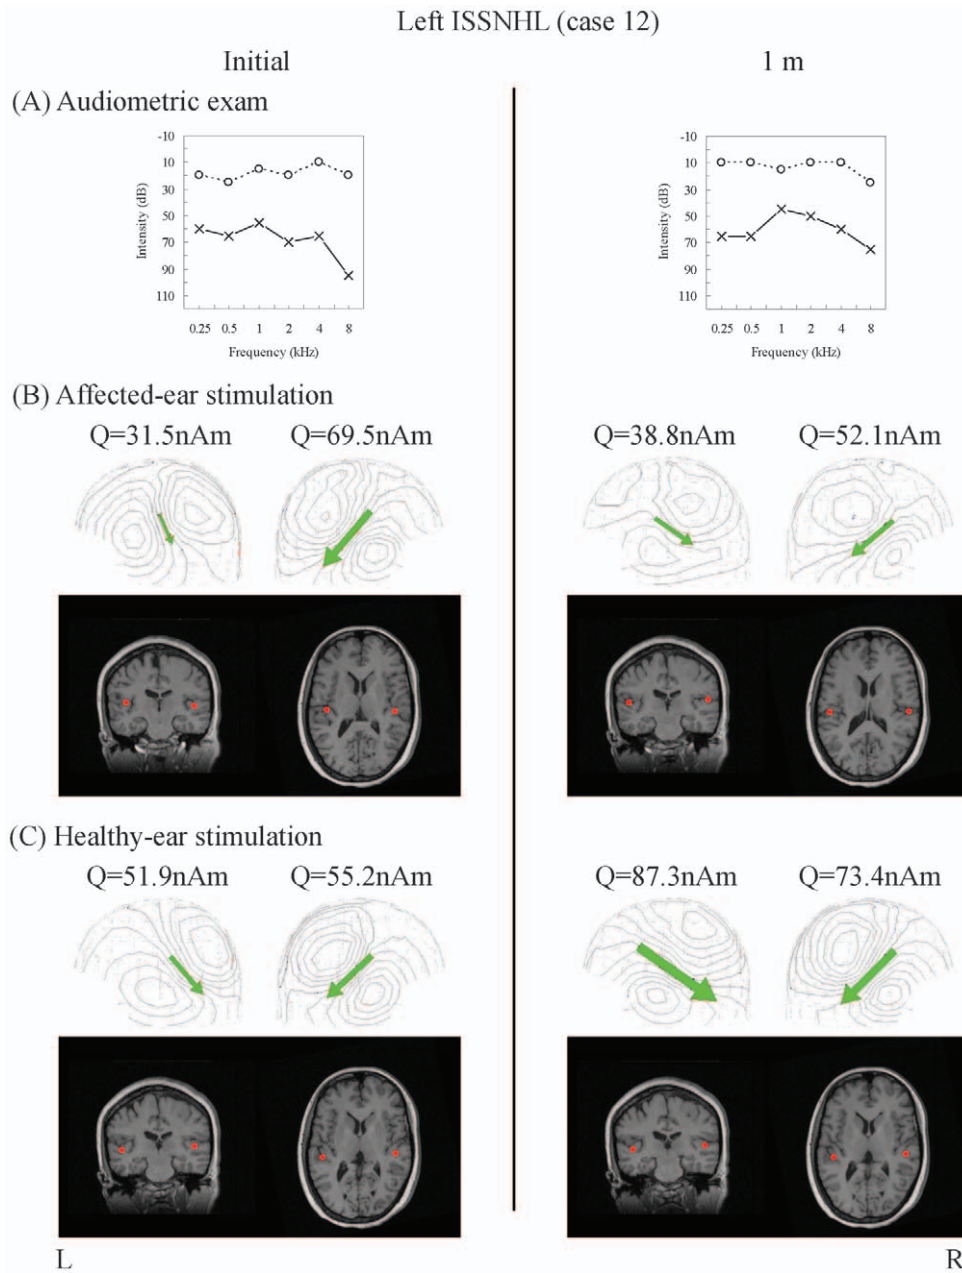 Left ISSNHL (case 12)
Initial
1 m
(A) Audiometric exam
-10
10
30
50
70
90
110
Intensity (dB)
0.25 0.5 1 2 4 8
Frequency (kHz)
-10
10
30
50
70
90
110
Intensity (dB)
0.25 0.5 1 2 4 8
Frequency (kHz)
(B) Affected-ear stimulation
Q=31.5nAm Q=69.5nAm
Q=38.8nAm Q=52.1nAm
(C) Healthy-ear stimulation
Q=51.9nAm Q=55.2nAm
Q=87.3nAm Q=73.4nAm
L
R